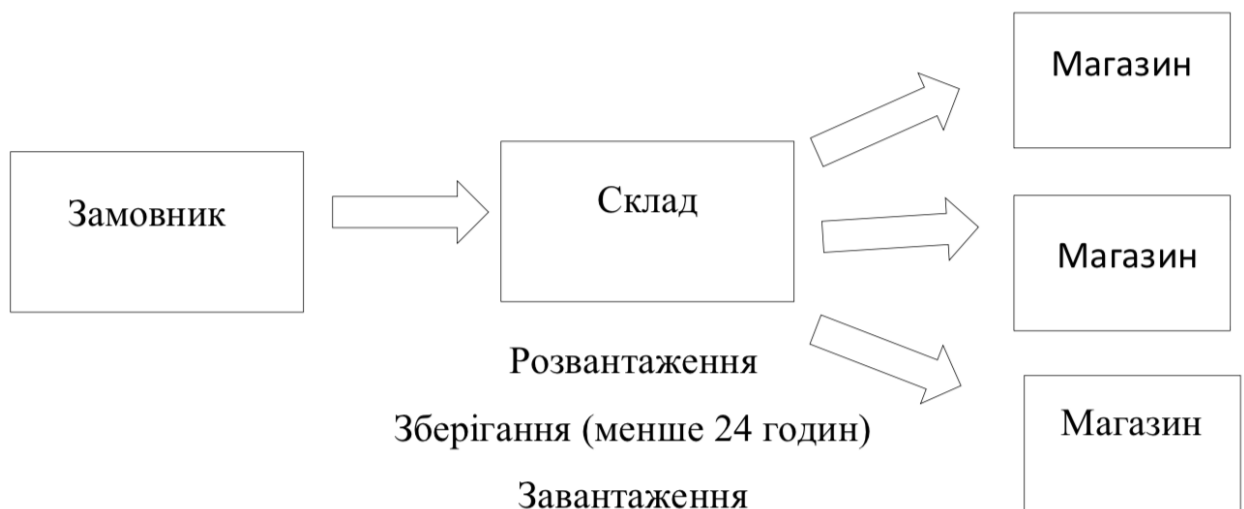 Замовник
Склад
Розвантаження
Зберігання (менше 24 годин)
Завантаження
Магазин
Магазин
Магазин